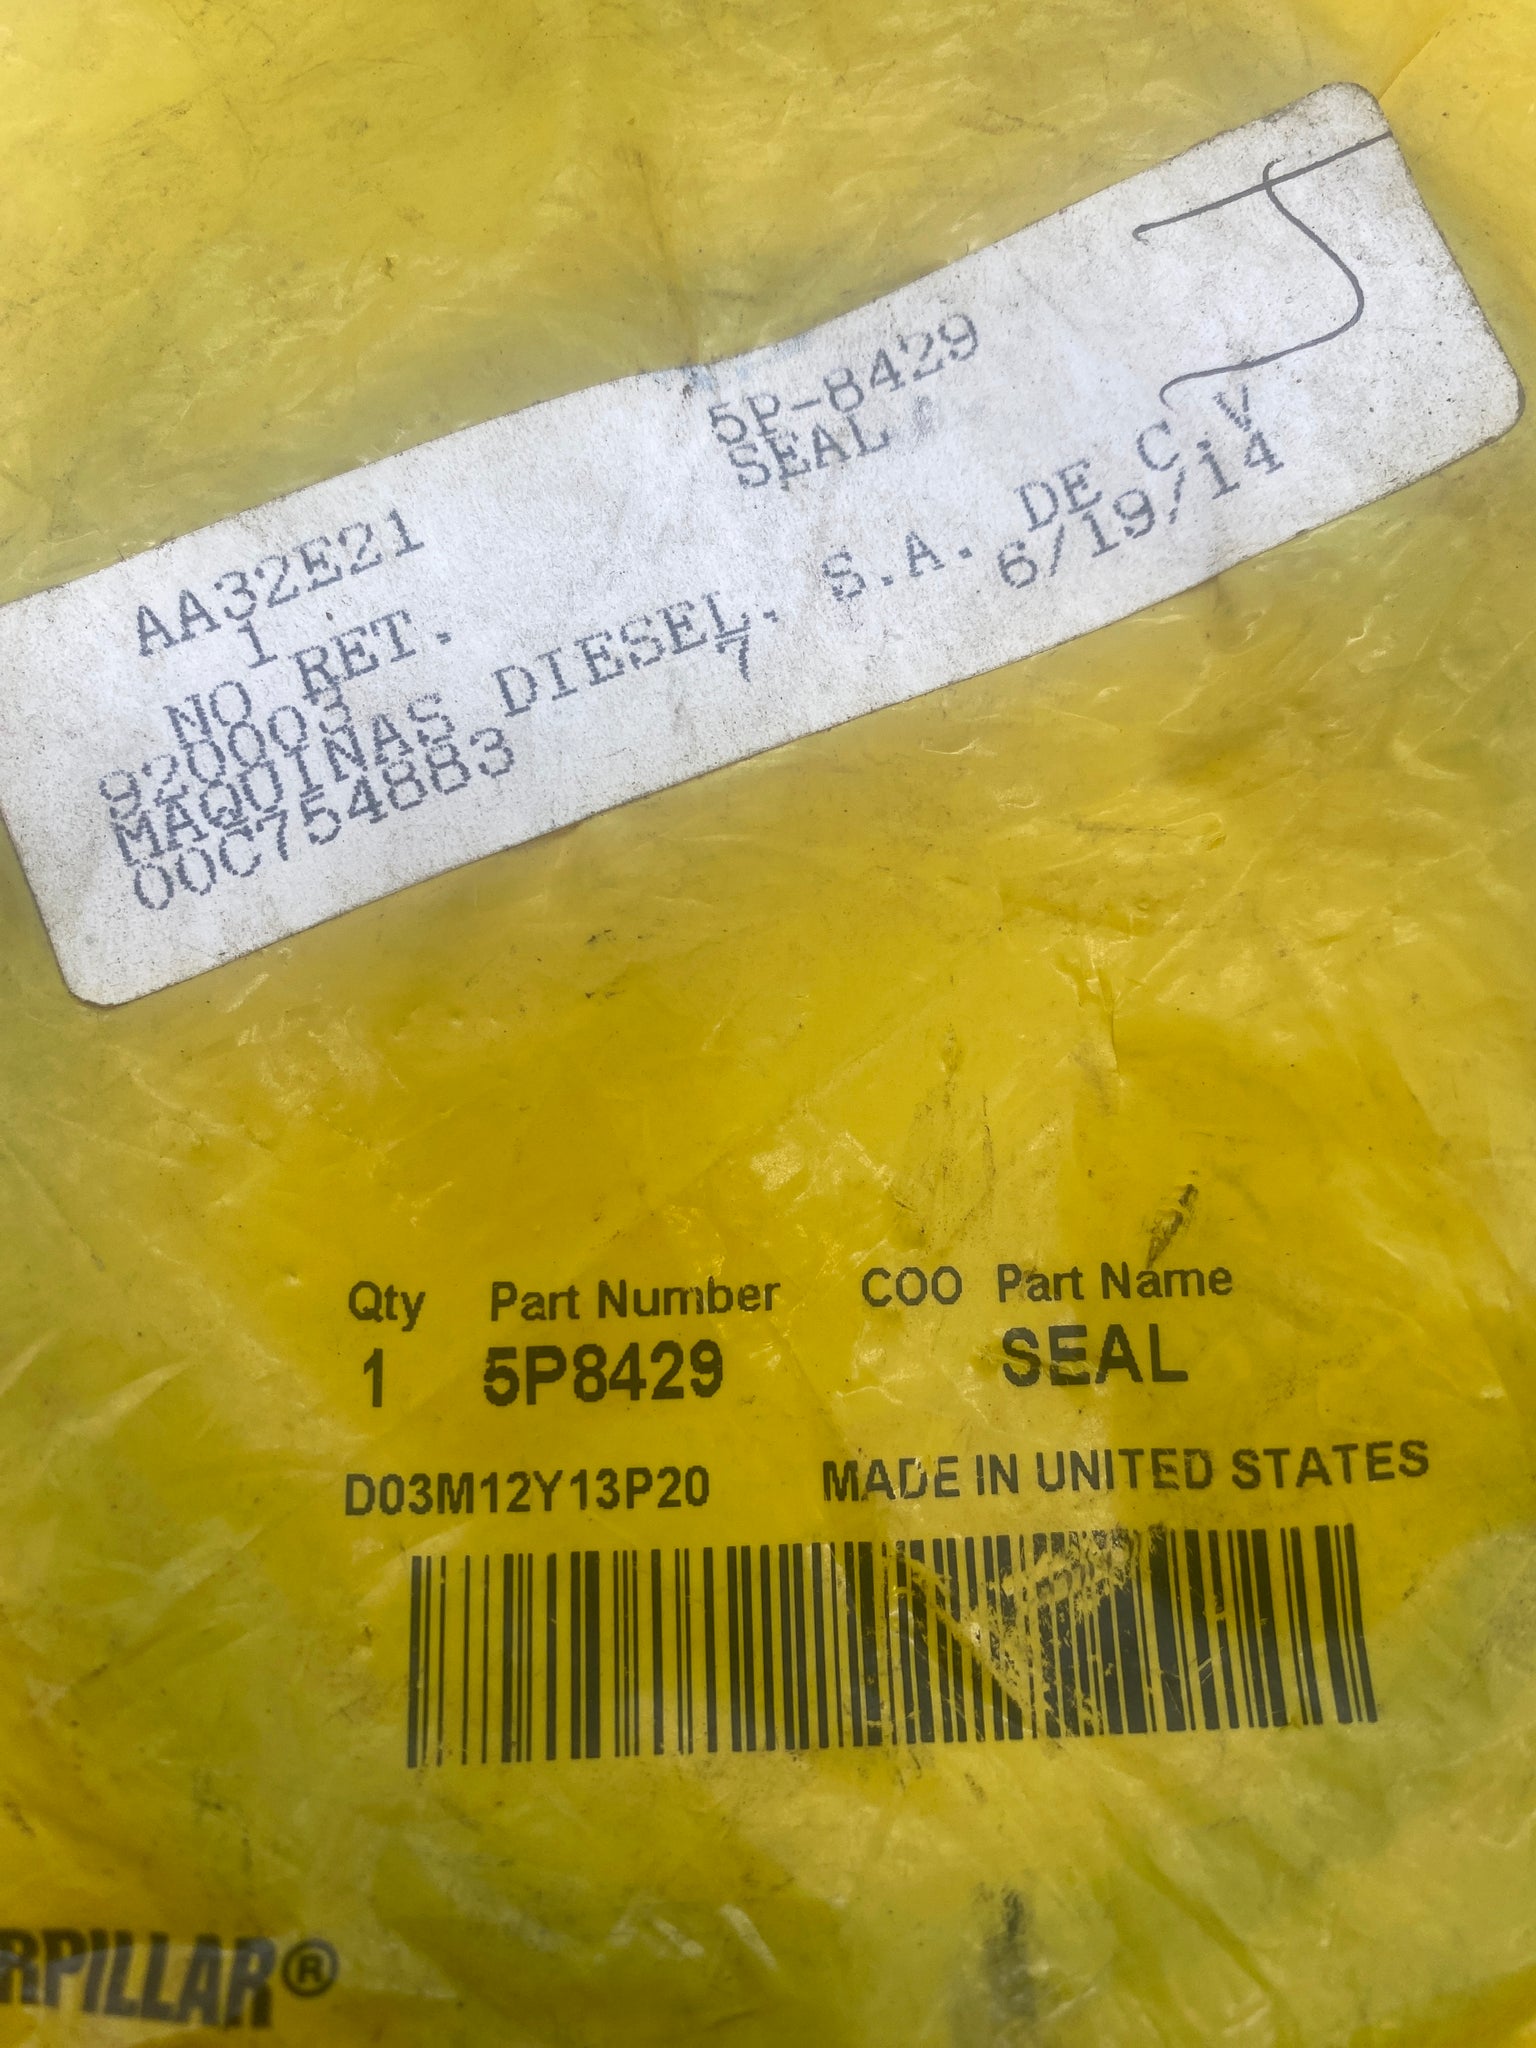 5P-8429
SEAL
AA32E21
1
NO RET.
920003 7
MAQUINAS DIESEL. S.A. DE C.V
00C754883 6/19/14
Qty Part Number COO Part Name
1 5P8429 SEAL
D03M12Y13P20 MADE IN UNITED STATES
RPILLAR®